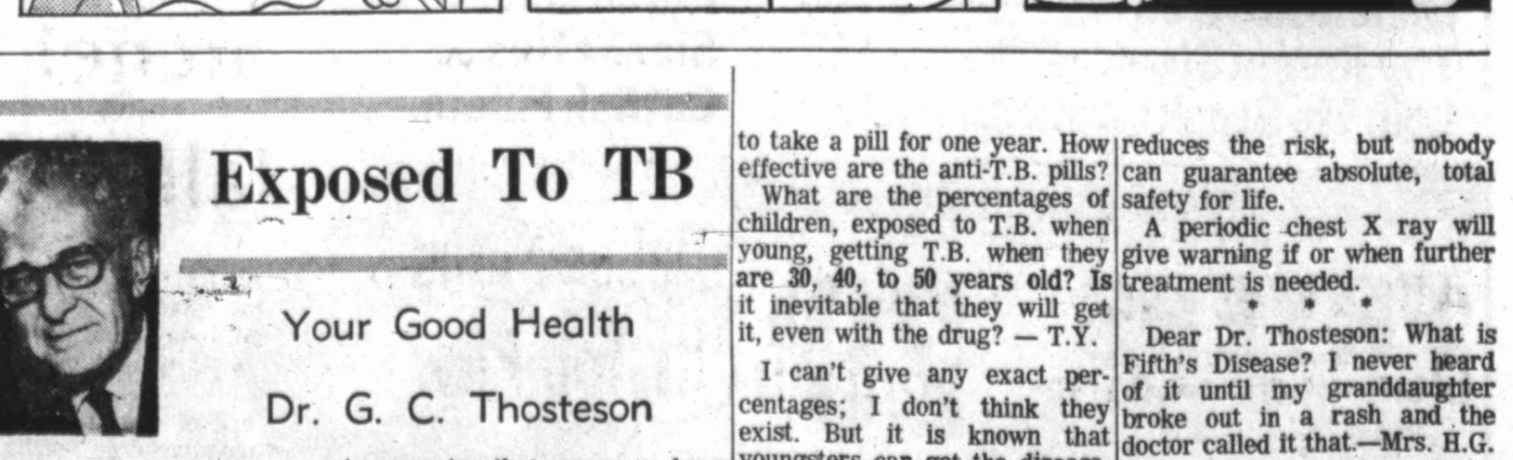 Exposed To TB
Your Good Health
Dr. G. C. Thosteson
to take a pill for one year. How
effective are the anti-T.B. pills?
What are the percentages of
children, exposed to T.B. when
young, getting T.B. when they
are 30, 40, to 50 years old? Is
it inevitable that they will get
it, even with the drug? — T.Y.
I can't give any exact per-
centages; I don't think they
exist. But it is known that
youngsters can get the disease,
reduces the risk, but nobody
can guarantee absolute, total
safety for life.
A periodic chest X ray will
give warning if or when further
treatment is needed.
* * *
Dear Dr. Thosteson: What is
Fifth's Disease? I never heard
of it until my granddaughter
broke out in a rash and the
doctor called it that.—Mrs. H.G.